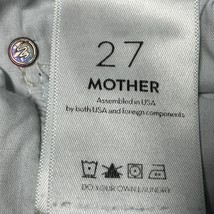 27
MOTHER
Assembled in USA
by both USA and foreign components
DO YOUR OWN LAUNDRY